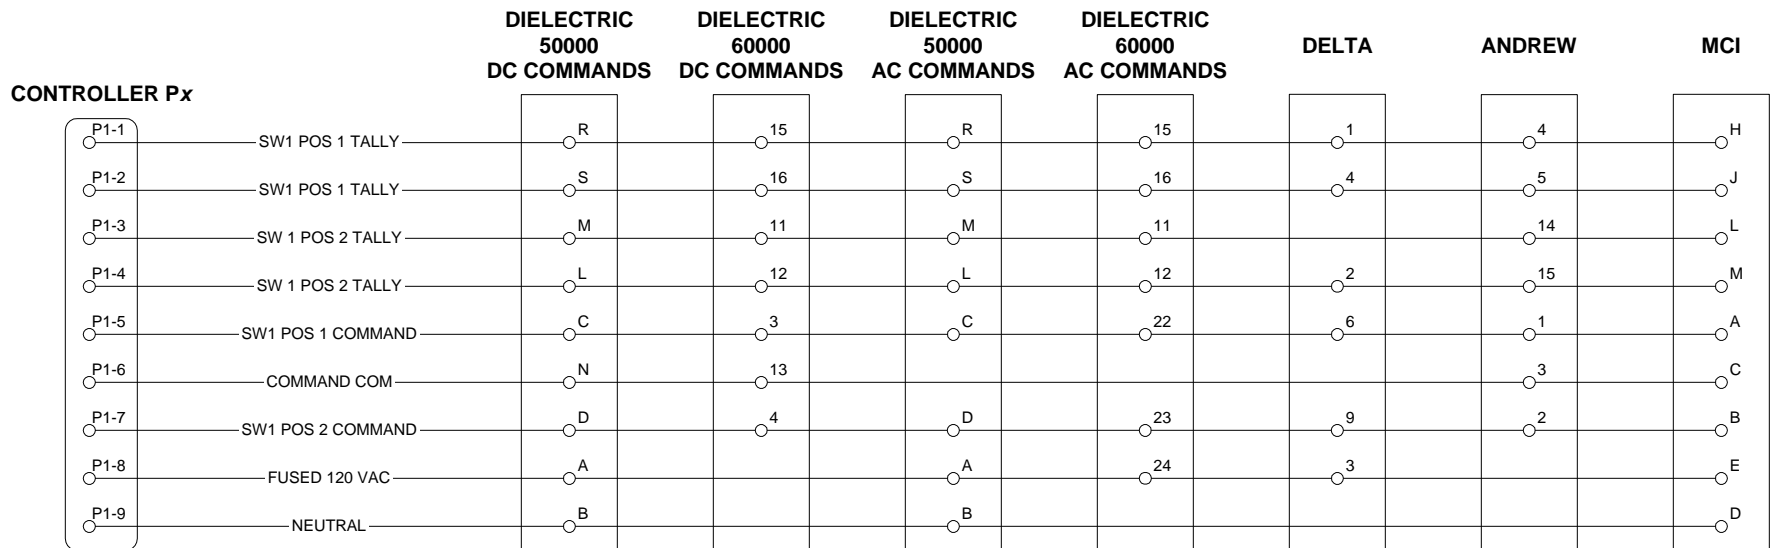 DIELECTRIC 50000 DC COMMANDS
DIELECTRIC 60000 DC COMMANDS
DIELECTRIC 50000 AC COMMANDS
DIELECTRIC 60000 AC COMMANDS
DELTA
ANDREW
MCI
CONTROLLER Px
P1-1 SW1 POS 1 TALLY R 15 R 15 1 4 H
P1-2 SW1 POS 1 TALLY S 16 S 16 4 5 J
P1-3 SW 1 POS 2 TALLY M 11 M 11 14 L
P1-4 SW 1 POS 2 TALLY L 12 L 12 2 15 M
P1-5 SW1 POS 1 COMMAND C 3 C 22 6 1 A
P1-6 COMMAND COM N 13 3 C
P1-7 SW1 POS 2 COMMAND D 4 D 23 9 2 B
P1-8 FUSED 120 VAC A A 24 3 E
P1-9 NEUTRAL B B D